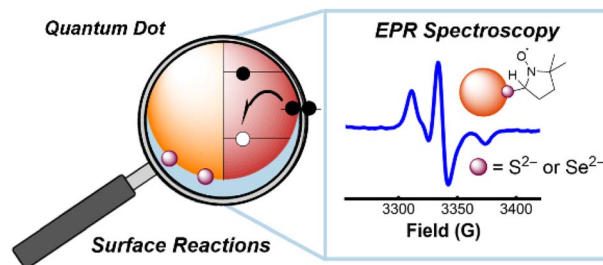 Quantum Dot
EPR Spectroscopy
O•
N
H
= S2− or Se2−
3300 3350 3400
Field (G)
Surface Reactions